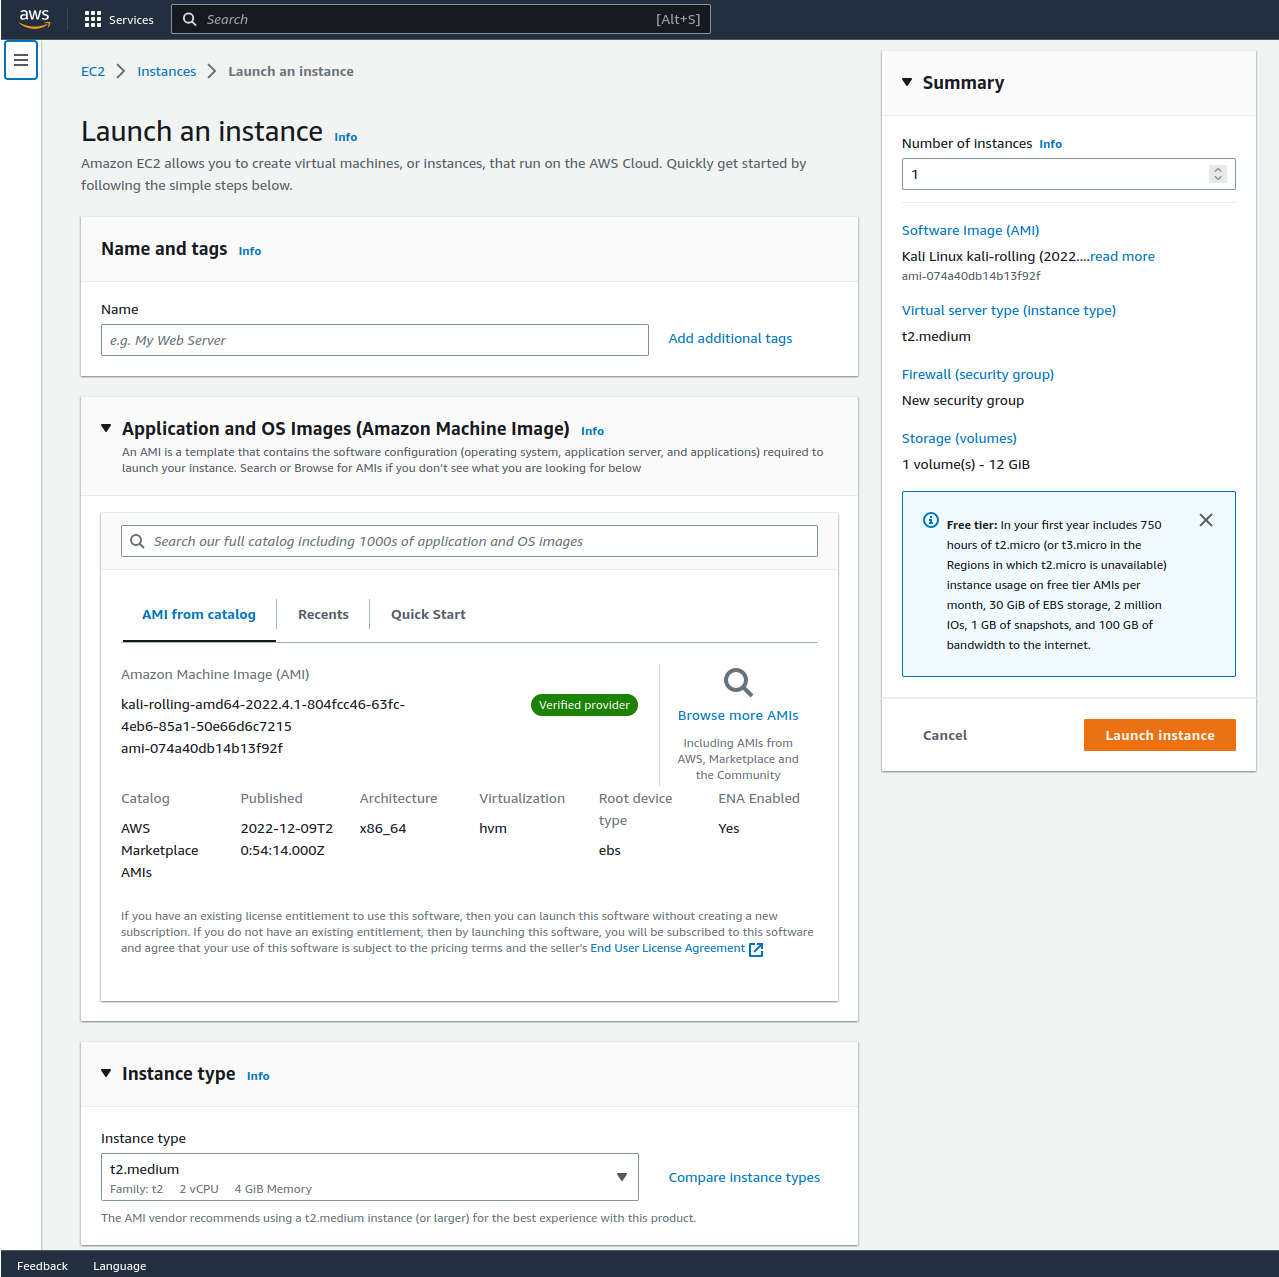 aws
Services
Search
[Alt+S]
EC2
Instances
Launch an instance
Launch an instance Info
Amazon EC2 allows you to create virtual machines, or instances, that run on the AWS Cloud. Quickly get started by
following the simple steps below.
Name and tags Info
Name
e.g. My Web Server
Add additional tags
Application and OS Images (Amazon Machine Image) Info
An AMI is a template that contains the software configuration (operating system, application server, and applications) required to
launch your instance. Search or Browse for AMIs if you don’t see what you are looking for below
Search our full catalog including 1000s of application and OS images
AMI from catalog
Recents
Quick Start
Amazon Machine Image (AMI)
kali-rolling-amd64-2022.4.1-804fcc46-63fc-
4eb6-85a1-50e66d6c7215
ami-074a40db14b13f92f
Verified provider
Browse more AMIs
Including AMIs from
AWS, Marketplace and
the Community
Catalog
AWS
Marketplace
AMIs
Published
2022-12-09T2
0:54:14.000Z
Architecture
x86_64
Virtualization
hvm
Root device
type
ebs
ENA Enabled
Yes
If you have an existing license entitlement to use this software, then you can launch this software without creating a new
subscription. If you do not have an existing entitlement, then by launching this software, you will be subscribed to this software
and agree that your use of this software is subject to the pricing terms and the seller's End User License Agreement
Instance type Info
Instance type
t2.medium
Family: t2 2 vCPU 4 GiB Memory
Compare instance types
The AMI vendor recommends using a t2.medium instance (or larger) for the best experience with this product.
Summary
Number of instances Info
1
Software Image (AMI)
Kali Linux kali-rolling (2022....read more
ami-074a40db14b13f92f
Virtual server type (instance type)
t2.medium
Firewall (security group)
New security group
Storage (volumes)
1 volume(s) - 12 GiB
Free tier: In your first year includes 750
hours of t2.micro (or t3.micro in the
Regions in which t2.micro is unavailable)
instance usage on free tier AMIs per
month, 30 GiB of EBS storage, 2 million
IOs, 1 GB of snapshots, and 100 GB of
bandwidth to the internet.
Cancel
Launch instance
Feedback
Language